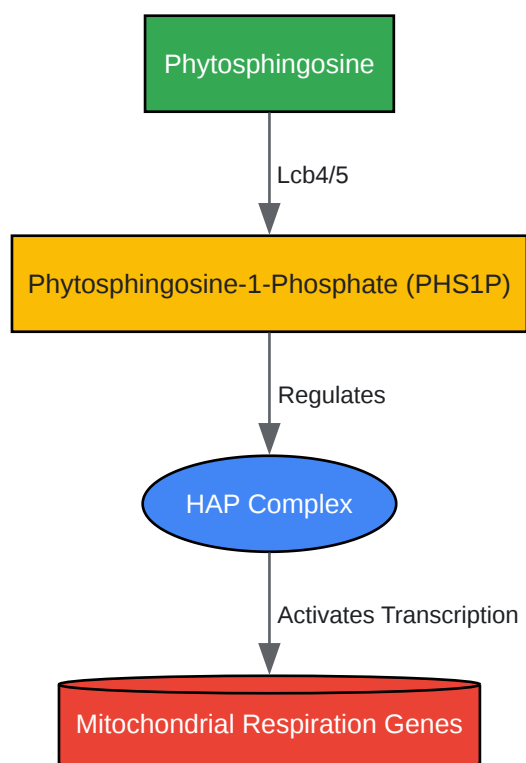 Phytosphingosine
Lcb4/5
Phytosphingosine-1-Phosphate (PHS1P)
Regulates
HAP Complex
Activates Transcription
Mitochondrial Respiration Genes